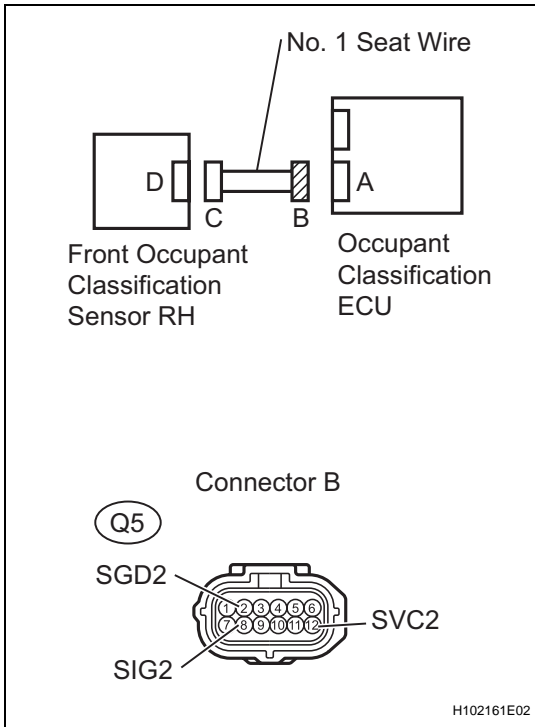 No. 1 Seat Wire
D
A
C
B
Front Occupant
Classification
Sensor RH
Occupant
Classification
ECU
Connector B
Q5
SGD2
1 2 3 4 5 6
7 8 9 10 11 12
SVC2
SIG2
H102161E02